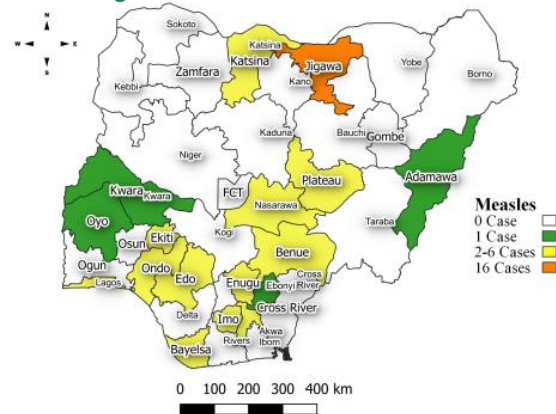 N
W E
S
Sokoto
Katsina
Katsina
Jigawa
Yobe
Borno
Zamfara
Kano
Kebbi
Kaduna
Bauchi
Gombe
Niger
Plateau
Adamawa
Kwara
Kwara
FCT
Nasarawa
Oyo
Taraba
Ekiti
Kogi
Osun
Benue
Ogun
Ondo
Edo
Enugu
Cross
River
Lagos
Ebonyi
Cross River
Delta
Imo
Akwa
Ibom
Rivers
Bayelsa
Measles
0 Case
1 Case
2-6 Cases
16 Cases
0 100 200 300 400 km